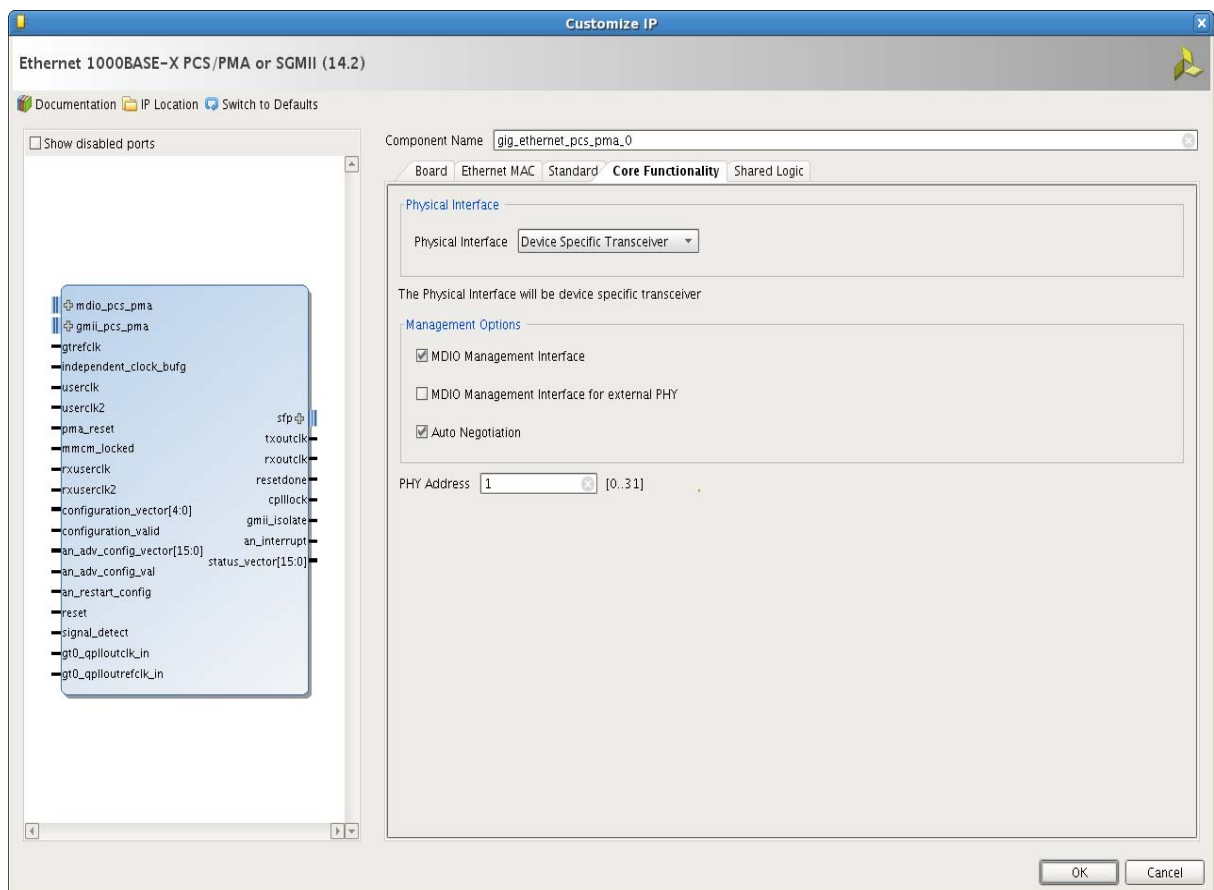 Customize IP
Ethernet 1000BASE-X PCS/PMA or SGMII (14.2)
Documentation IP Location Switch to Defaults
Show disabled ports
mdio_pcs_pma
gmii_pcs_pma
gtrefclk
independent_clock_bufg
userclk
userclk2
pma_reset
mmcm_locked
rxuserclk
rxuserclk2
configuration_vector[4:0]
configuration_valid
an_adv_config_vector[15:0]
an_adv_config_val
an_restart_config
reset
signal_detect
gt0_qplloutclk_in
gt0_qplloutrefclk_in
sfp
txoutclk
rxoutclk
resetdone
cplllock
gmii_isolate
an_interrupt
status_vector[15:0]
Component Name gig_ethernet_pcs_pma_0
Board Ethernet MAC Standard Core Functionality Shared Logic
Physical Interface
Physical Interface Device Specific Transceiver
The Physical Interface will be device specific transceiver
Management Options
MDIO Management Interface
MDIO Management Interface for external PHY
Auto Negotiation
PHY Address 1 [0..31]
OK Cancel